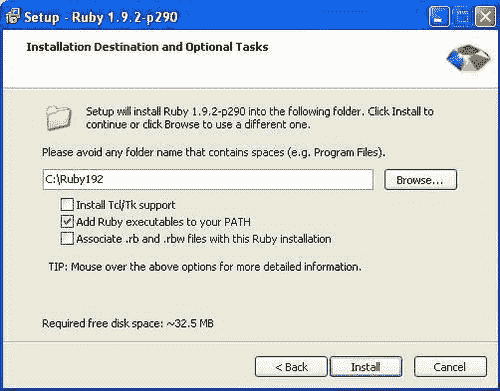 Setup - Ruby 1.9.2-p290
Installation Destination and Optional Tasks
Setup will install Ruby 1.9.2-p290 into the following folder. Click Install to
continue or click Browse to use a different one.
Please avoid any folder name that contains spaces (e.g. Program Files).
C:\Ruby192
Browse...
Install Tcl/Tk support
Add Ruby executables to your PATH
Associate .rb and .rbw files with this Ruby installation
TIP: Mouse over the above options for more detailed information.
Required free disk space: ~32.5 MB
< Back
Install
Cancel